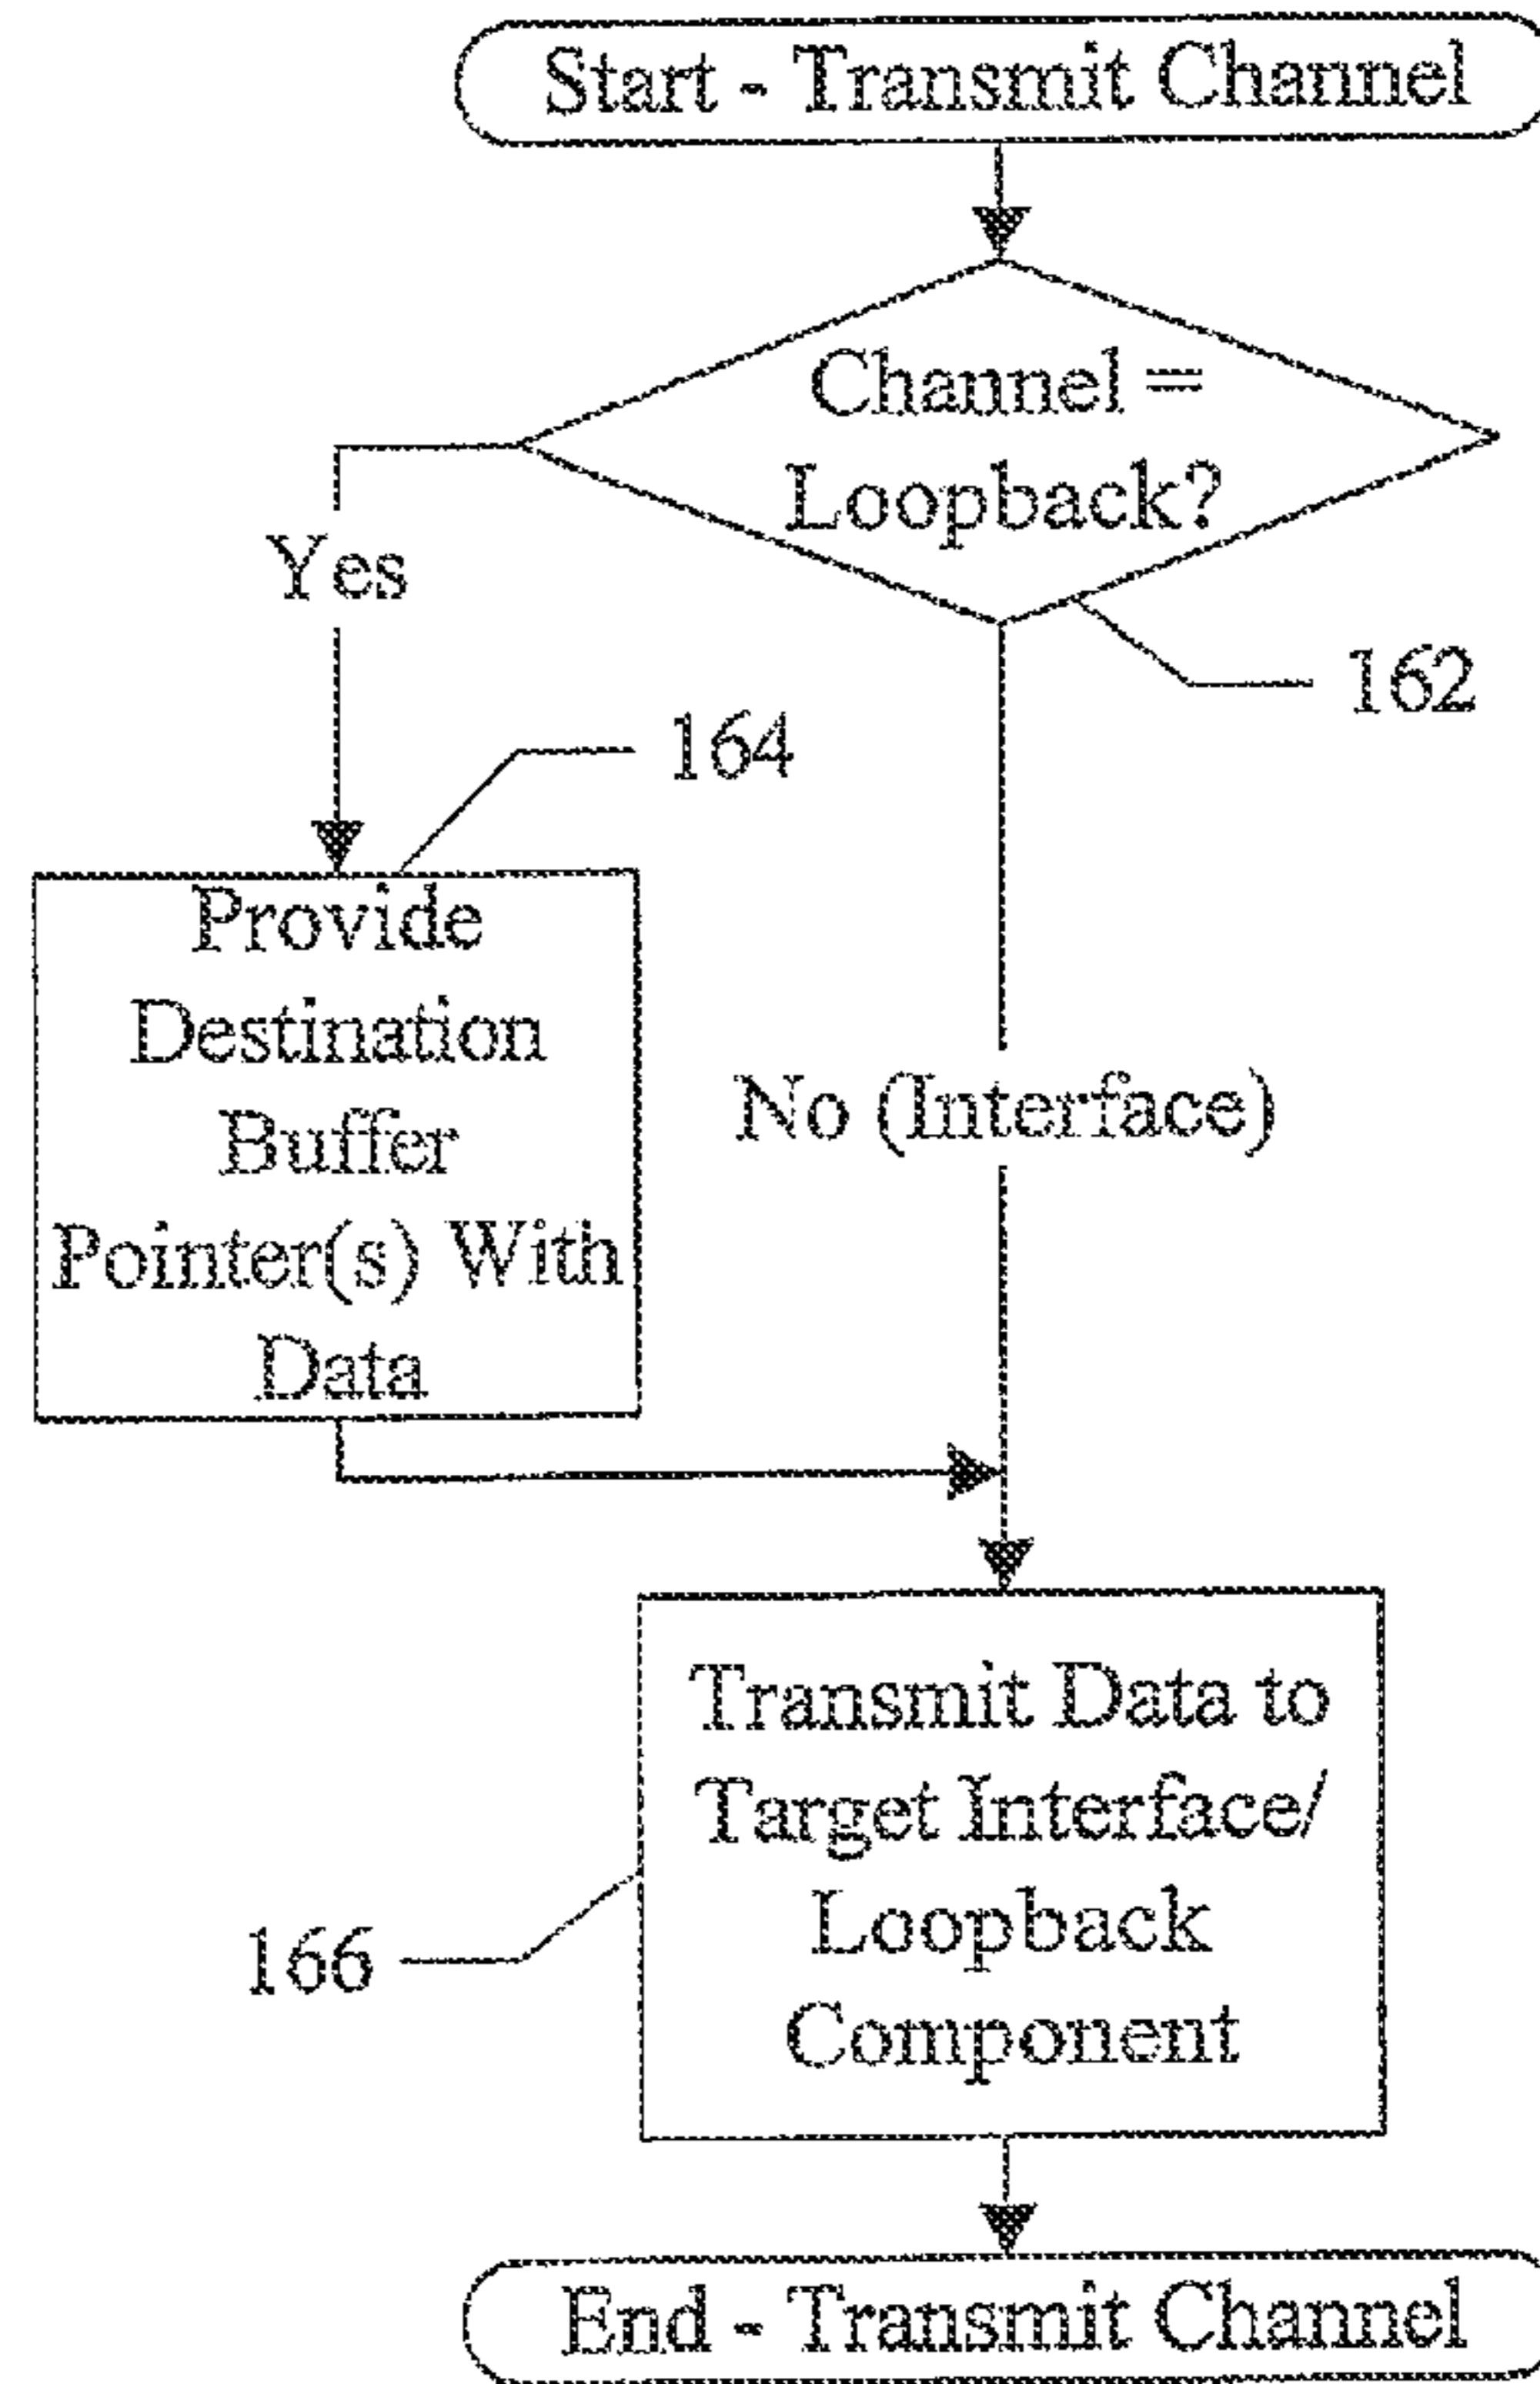 Start - Transmit Channel
Channel =
Loopback?
Yes
162
164
Provide
Destination
Buffer
Pointer(s) With
Data
No (Interface)
Transmit Data to
Target Interface/
Loopback
Component
166
End - Transmit Channel